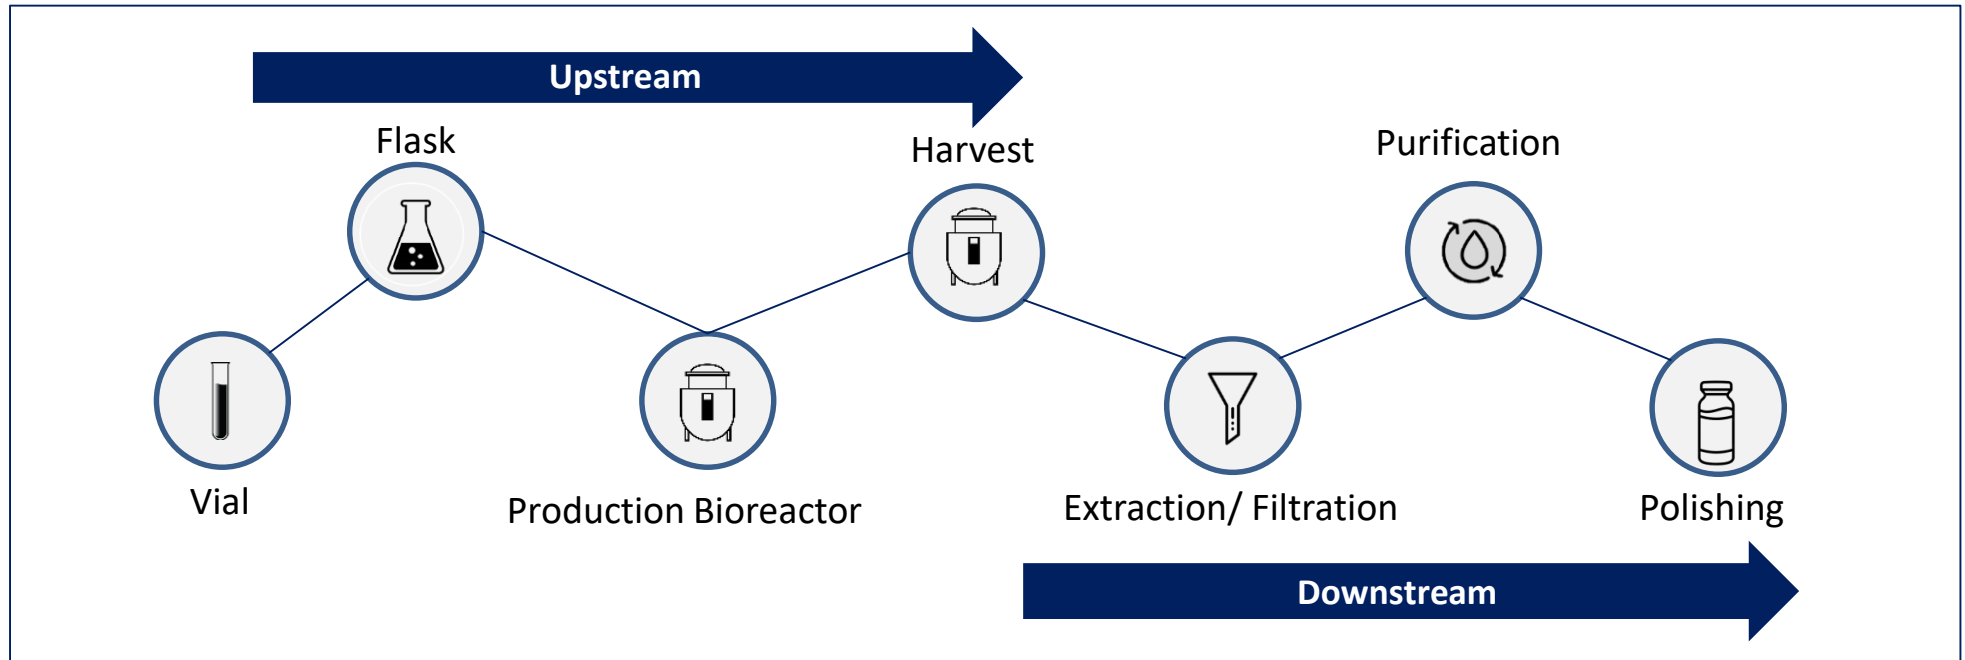 Upstream
Flask
Harvest
Purification
Vial
Production Bioreactor
Extraction/ Filtration
Polishing
Downstream